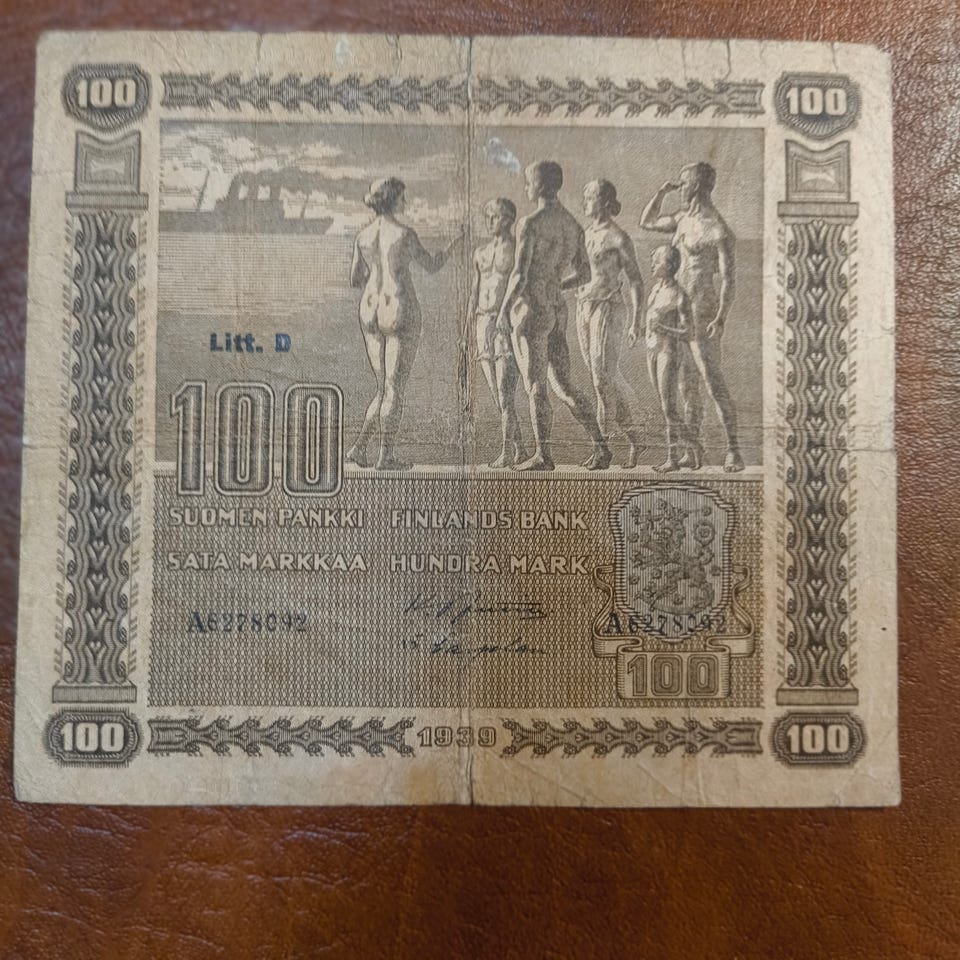 100 100
Litt. D
100
SUOMEN PANKKI FINLANDS BANK
SATA MARKKAA HUNDRA MARK
A6278092 A6278092
100
100 1939 100